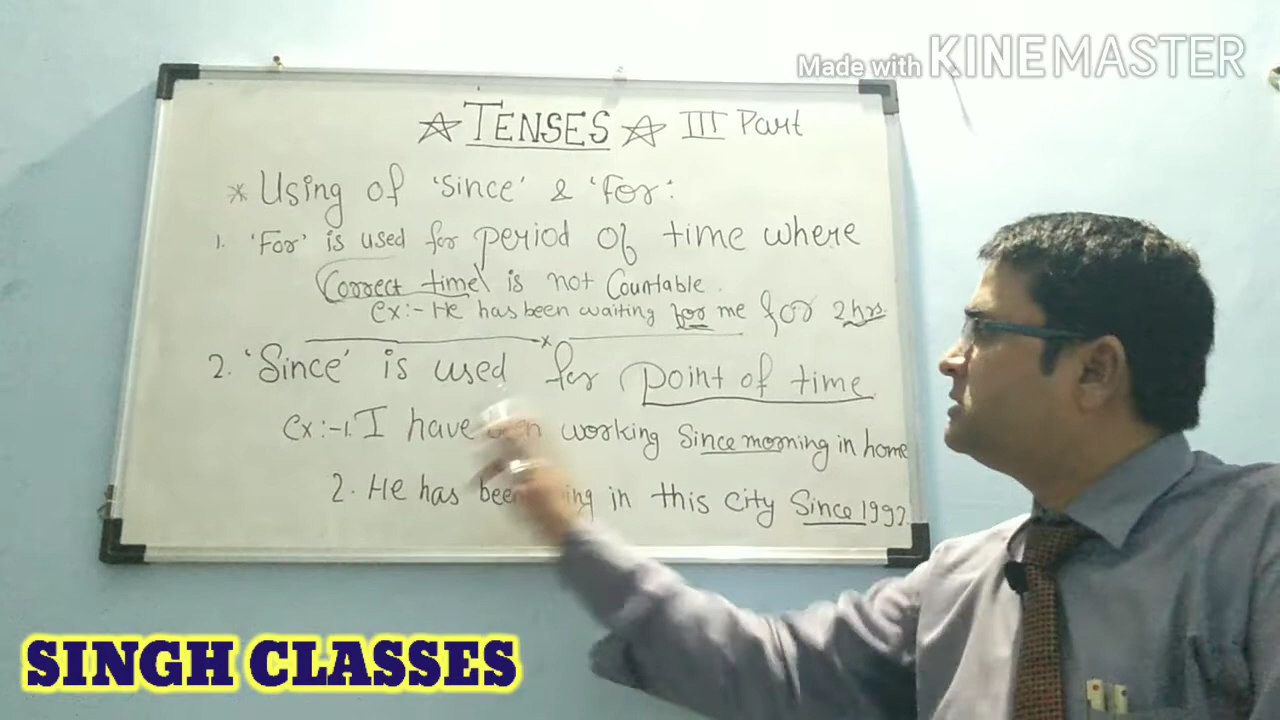 Made with KINEMASTER
☆ TENSES ☆ III Part
* Using of 'Since' & 'For':
1. 'For' is used for period of time where
Correct time is not Countable.
Ex:- He has been waiting for me for 2 hrs.
2. 'Since' is used for point of time
Ex:-1. I have been working Since morning in home
2. He has been in this city Since 1992.
SINGH CLASSES